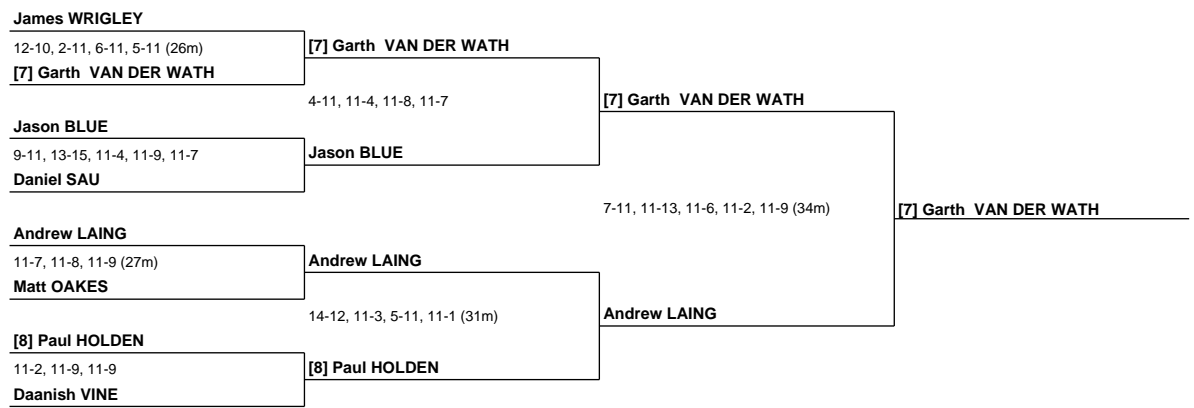 James WRIGLEY
12-10, 2-11, 6-11, 5-11 (26m)
[7] Garth  VAN DER WATH
[7] Garth  VAN DER WATH
4-11, 11-4, 11-8, 11-7
[7] Garth  VAN DER WATH
Jason BLUE
9-11, 13-15, 11-4, 11-9, 11-7
Jason BLUE
Daniel SAU
7-11, 11-13, 11-6, 11-2, 11-9 (34m)
[7] Garth  VAN DER WATH
Andrew LAING
11-7, 11-8, 11-9 (27m)
Andrew LAING
Matt OAKES
14-12, 11-3, 5-11, 11-1 (31m)
Andrew LAING
[8] Paul HOLDEN
11-2, 11-9, 11-9
[8] Paul HOLDEN
Daanish VINE